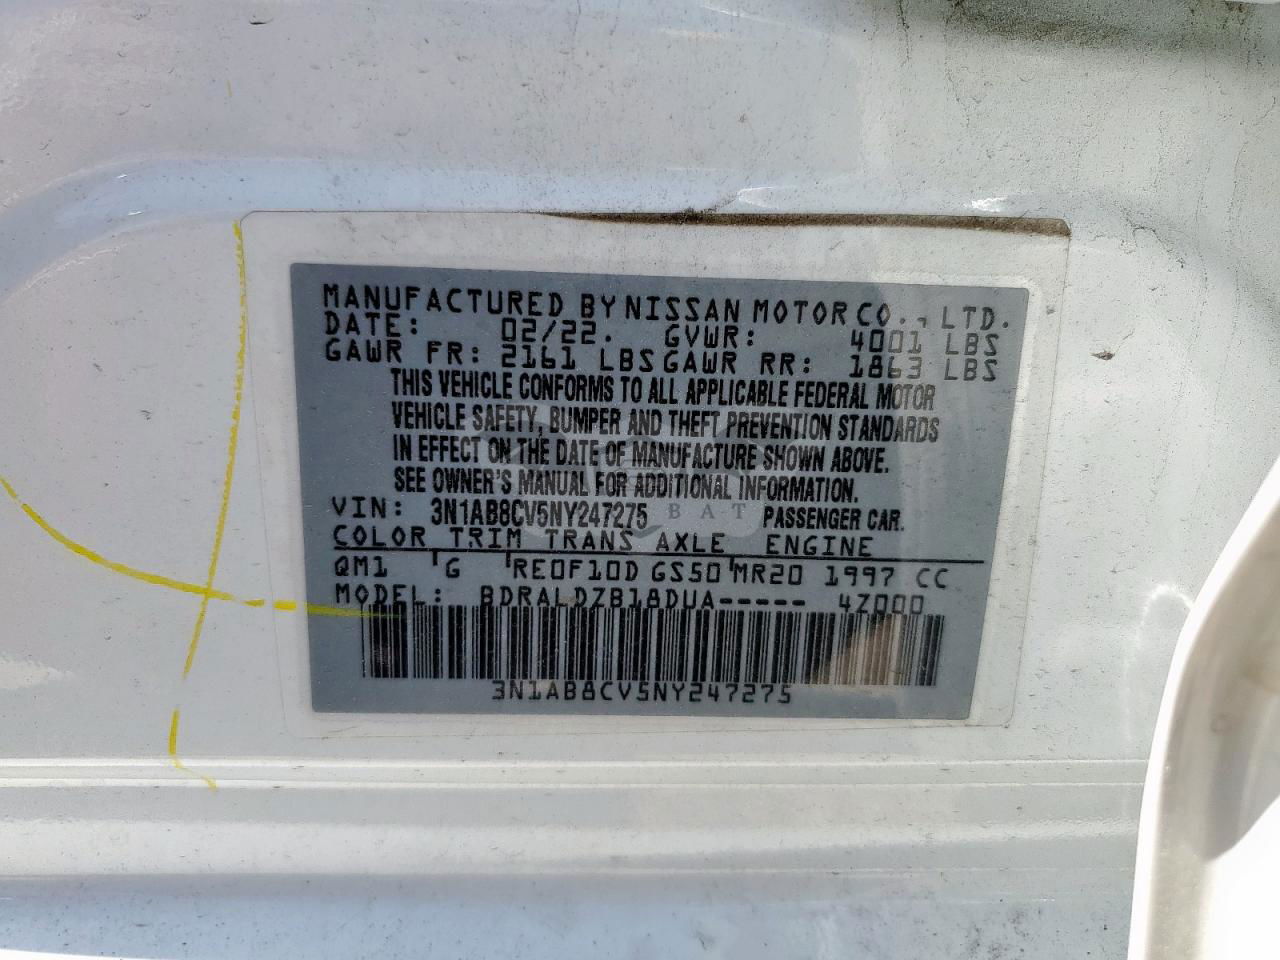 MANUFACTURED BY NISSAN MOTOR CO., LTD.
DATE: 02/22. GVWR: 4001 LBS
GAWR FR: 2161 LBS GAWR RR: 1863 LBS
THIS VEHICLE CONFORMS TO ALL APPLICABLE FEDERAL MOTOR
VEHICLE SAFETY, BUMPER AND THEFT PREVENTION STANDARDS
IN EFFECT ON THE DATE OF MANUFACTURE SHOWN ABOVE.
SEE OWNER'S MANUAL FOR ADDITIONAL INFORMATION.
VIN: 3N1AB8CV5NY247275 PASSENGER CAR.
COLOR TRIM TRANS AXLE ENGINE
QM1 G RE0F10D GS50 MR20 1997 CC
MODEL: BDRALDZB18DUA----- 4Z000
3N1AB8CV5NY247275